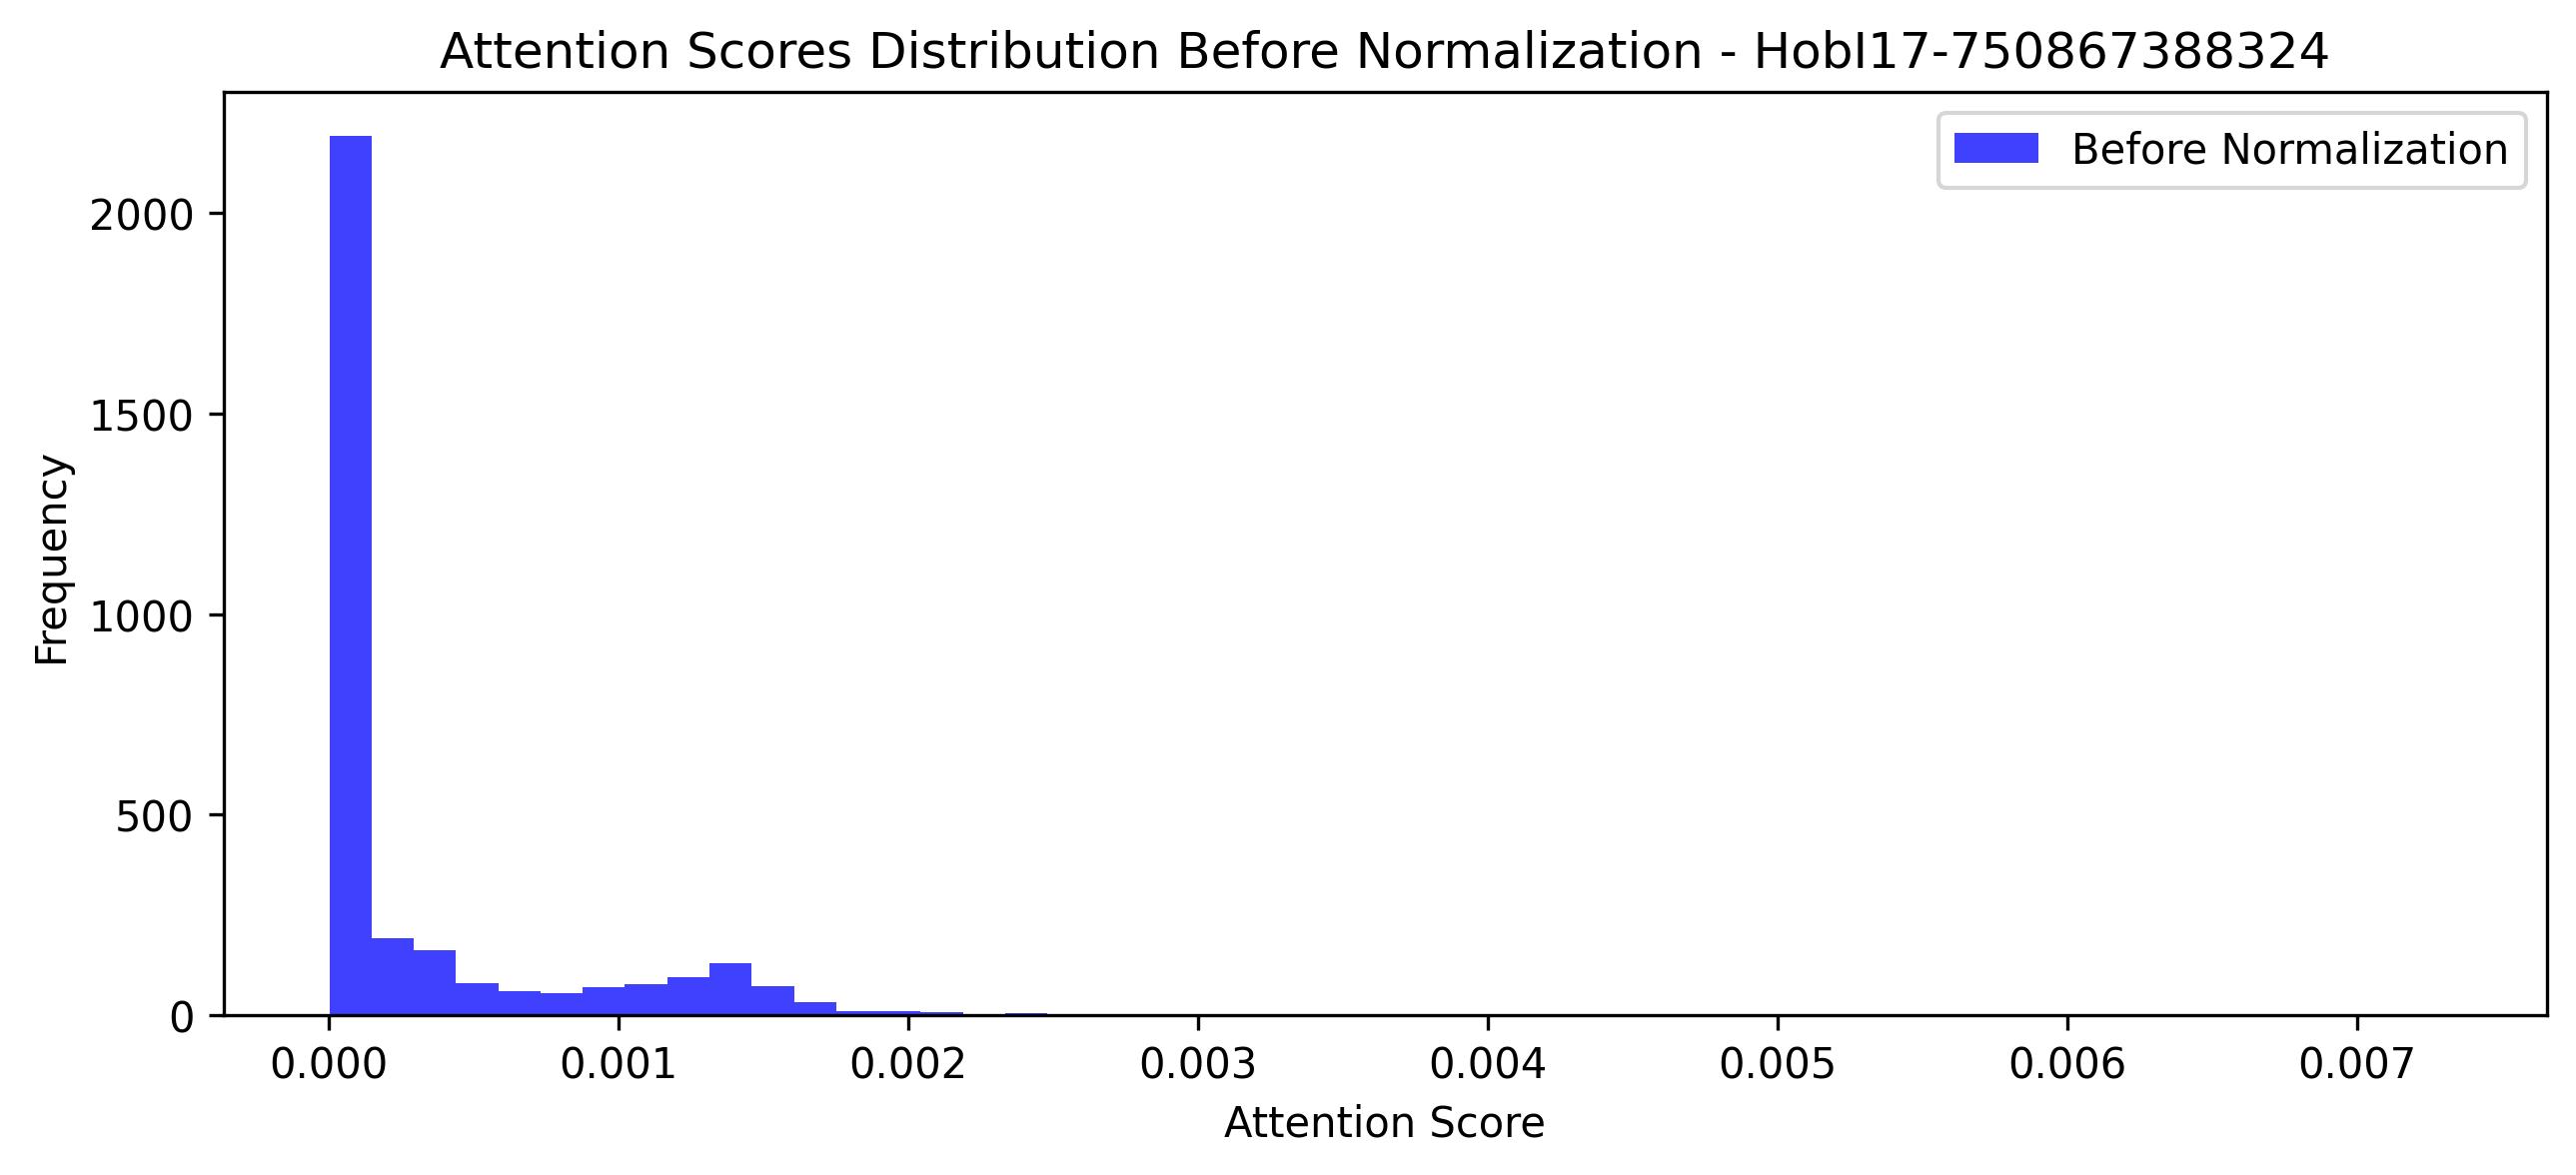 Attention Scores Distribution Before Normalization - HobI17-750867388324
Before Normalization
Frequency
2000
1500
1000
500
0
0.000 0.001 0.002 0.003 0.004 0.005 0.006 0.007
Attention Score